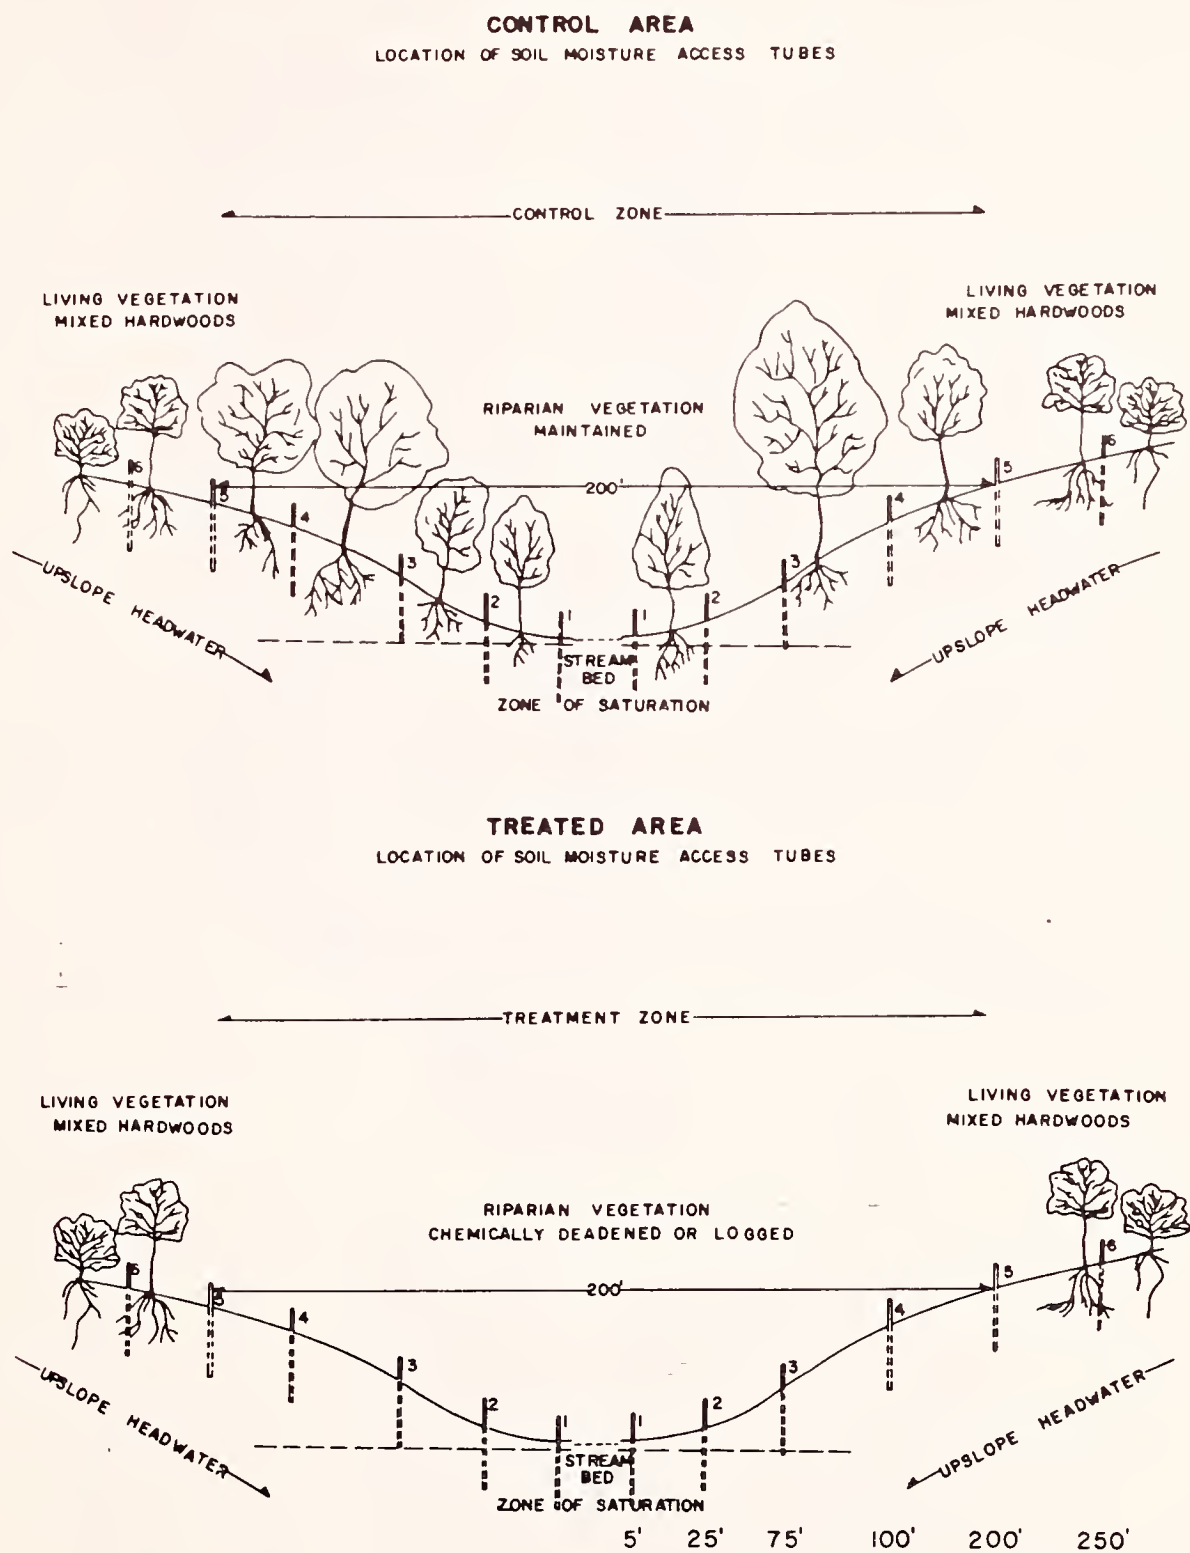 CONTROL AREA
LOCATION OF SOIL MOISTURE ACCESS TUBES
CONTROL ZONE
LIVING VEGETATION
MIXED HARDWOODS
LIVING VEGETATION
MIXED HARDWOODS
RIPARIAN VEGETATION
MAINTAINED
200'
6
5
4
3
2
1
1
2
3
4
5
6
UPSLOPE HEADWATER
UPSLOPE HEADWATER
STREAM
BED
ZONE OF SATURATION
TREATED AREA
LOCATION OF SOIL MOISTURE ACCESS TUBES
TREATMENT ZONE
LIVING VEGETATION
MIXED HARDWOODS
LIVING VEGETATION
MIXED HARDWOODS
RIPARIAN VEGETATION
CHEMICALLY DEADENED OR LOGGED
200'
6
5
4
3
2
1
1
2
3
4
5
6
UPSLOPE HEADWATER
UPSLOPE HEADWATER
STREAM
BED
ZONE OF SATURATION
5' 25' 75' 100' 200' 250'